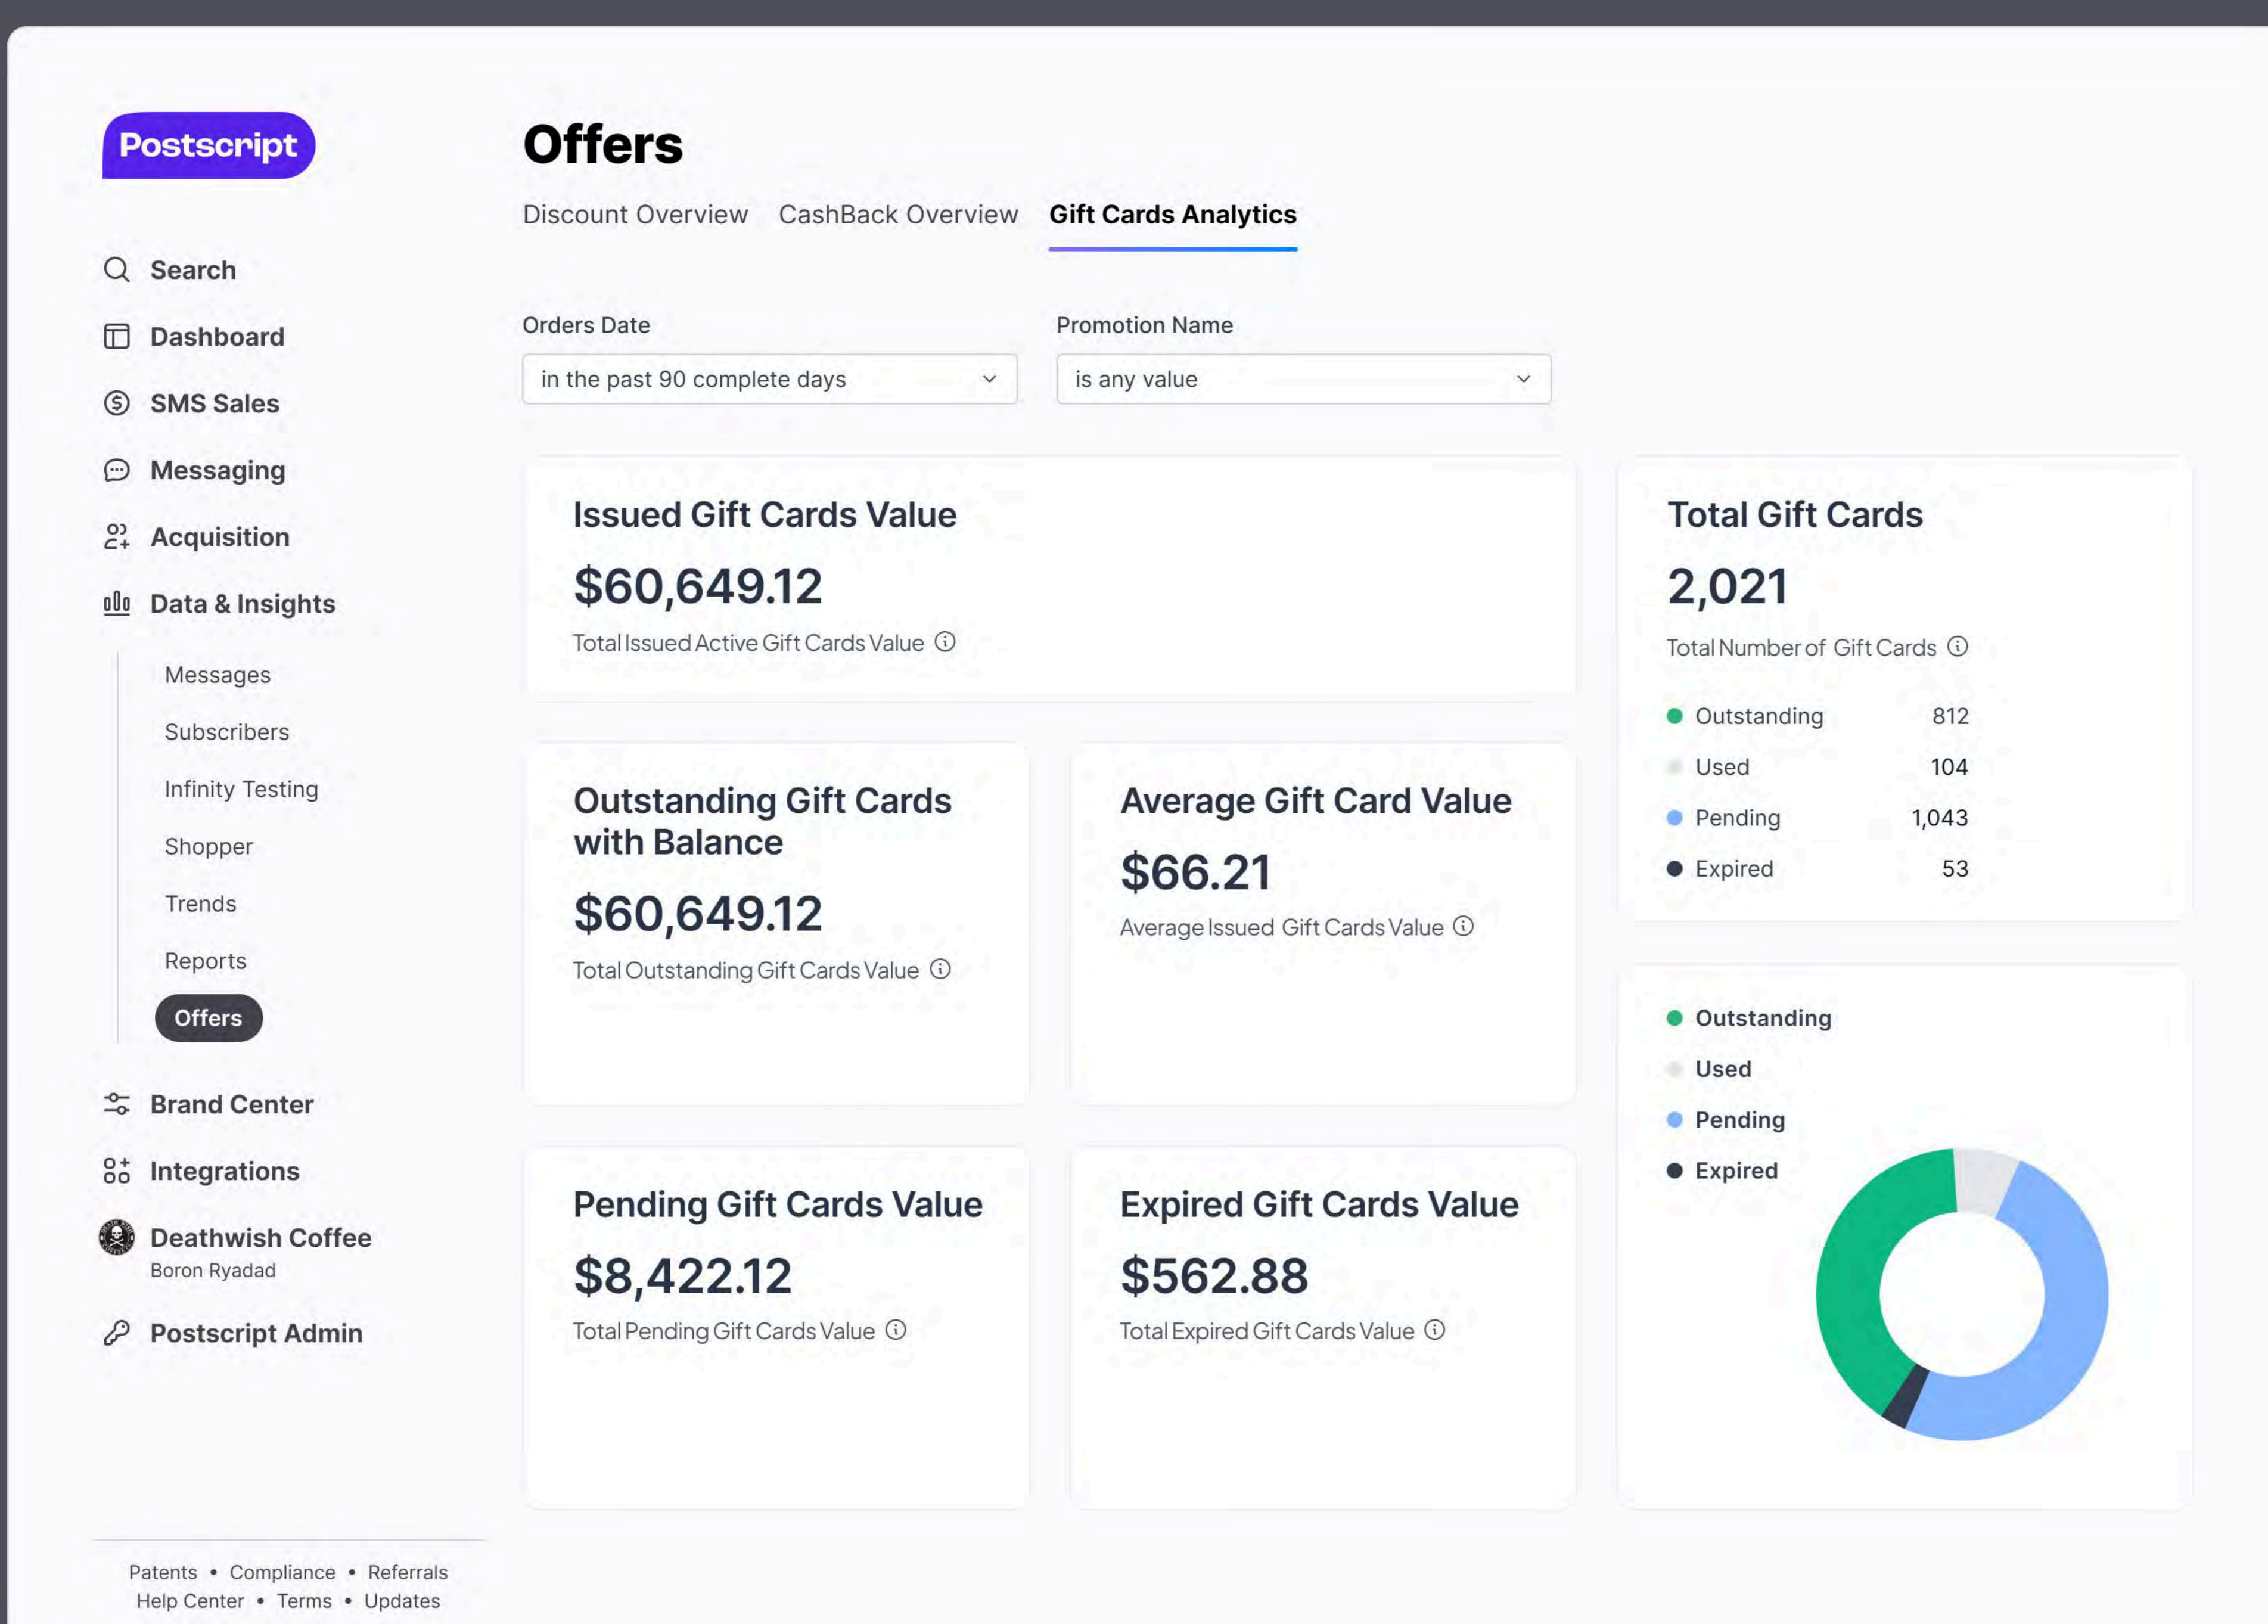 Postscript
Search
Dashboard
SMS Sales
Messaging
Acquisition
Data & Insights
Messages
Subscribers
Infinity Testing
Shopper
Trends
Reports
Offers
Brand Center
Integrations
Deathwish Coffee
Boron Ryadad
Postscript Admin
Patents • Compliance • Referrals
Help Center • Terms • Updates
Offers
Discount Overview CashBack Overview Gift Cards Analytics
Orders Date
in the past 90 complete days
Promotion Name
is any value
Issued Gift Cards Value
$60,649.12
Total Issued Active Gift Cards Value
Outstanding Gift Cards
with Balance
$60,649.12
Total Outstanding Gift Cards Value
Average Gift Card Value
$66.21
Average Issued Gift Cards Value
Pending Gift Cards Value
$8,422.12
Total Pending Gift Cards Value
Expired Gift Cards Value
$562.88
Total Expired Gift Cards Value
Total Gift Cards
2,021
Total Number of Gift Cards
Outstanding 812
Used 104
Pending 1,043
Expired 53
Outstanding
Used
Pending
Expired